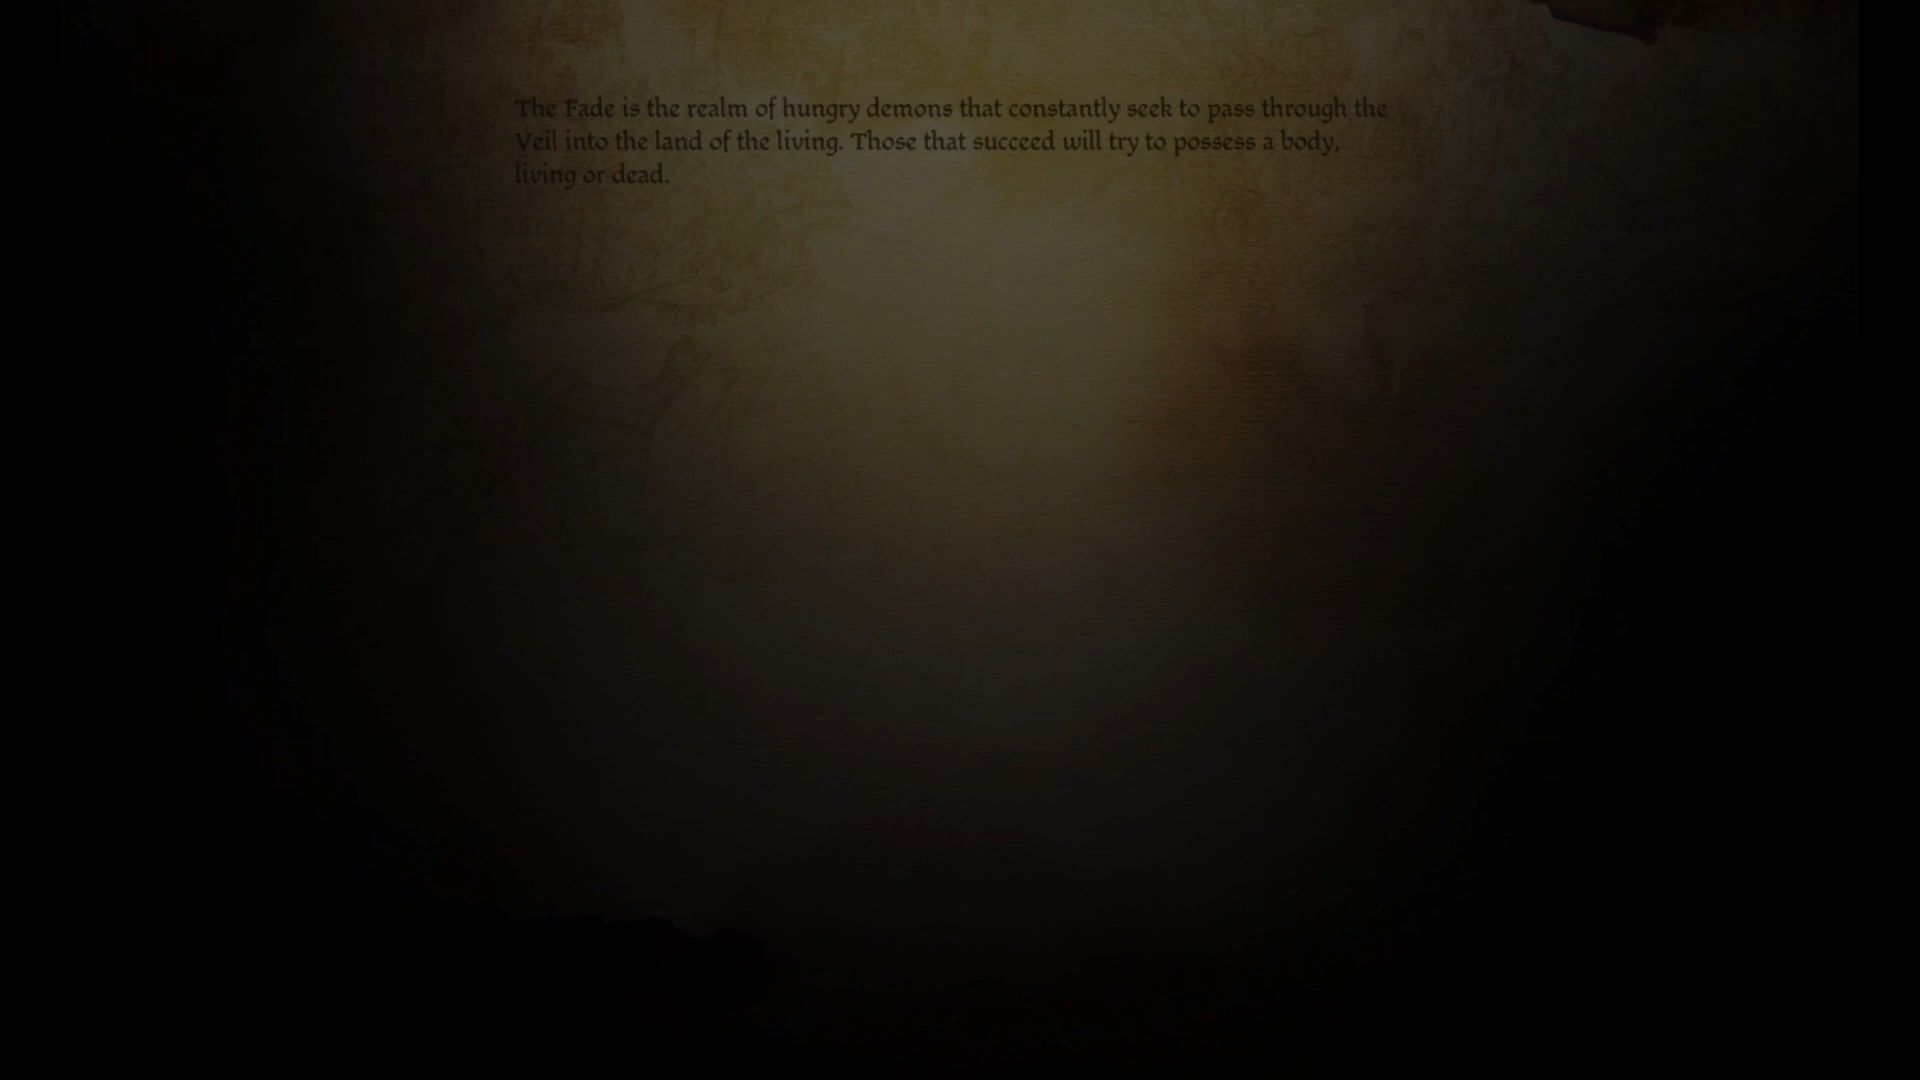 The Fade is the realm of hungry demons that constantly seek to pass through the
Veil into the land of the living. Those that succeed will try to possess a body,
living or dead.